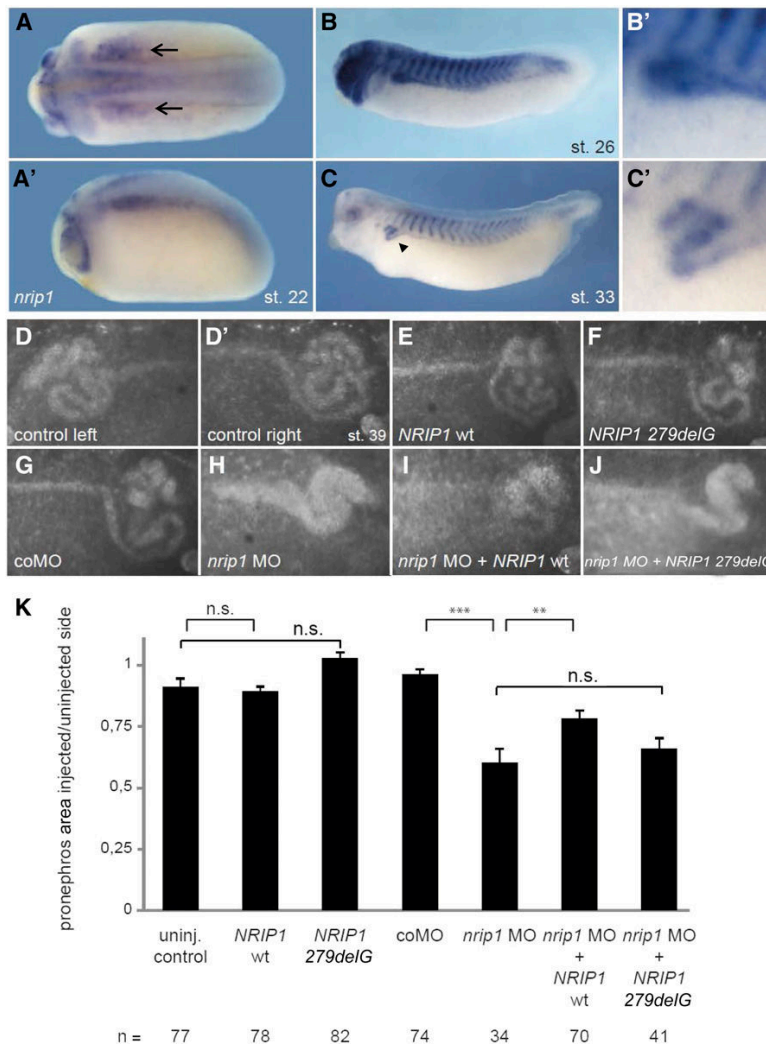 A
B
B'
st. 26
A'
C
C'
nrip1
st. 22
st. 33
D
D'
E
F
control left
control right
st. 39
NRIP1 wt
NRIP1 279delG
G
H
I
J
coMO
nrip1 MO
nrip1 MO + NRIP1 wt
nrip1 MO + NRIP1 279delG
K
n.s.
***
**
n.s.
n.s.
pronephros area injected/uninjected side
1
0,75
0,5
0,25
0
uninj. control
NRIP1 wt
NRIP1 279delG
coMO
nrip1 MO
nrip1 MO + NRIP1 wt
nrip1 MO + NRIP1 279delG
n = 77 78 82 74 34 70 41